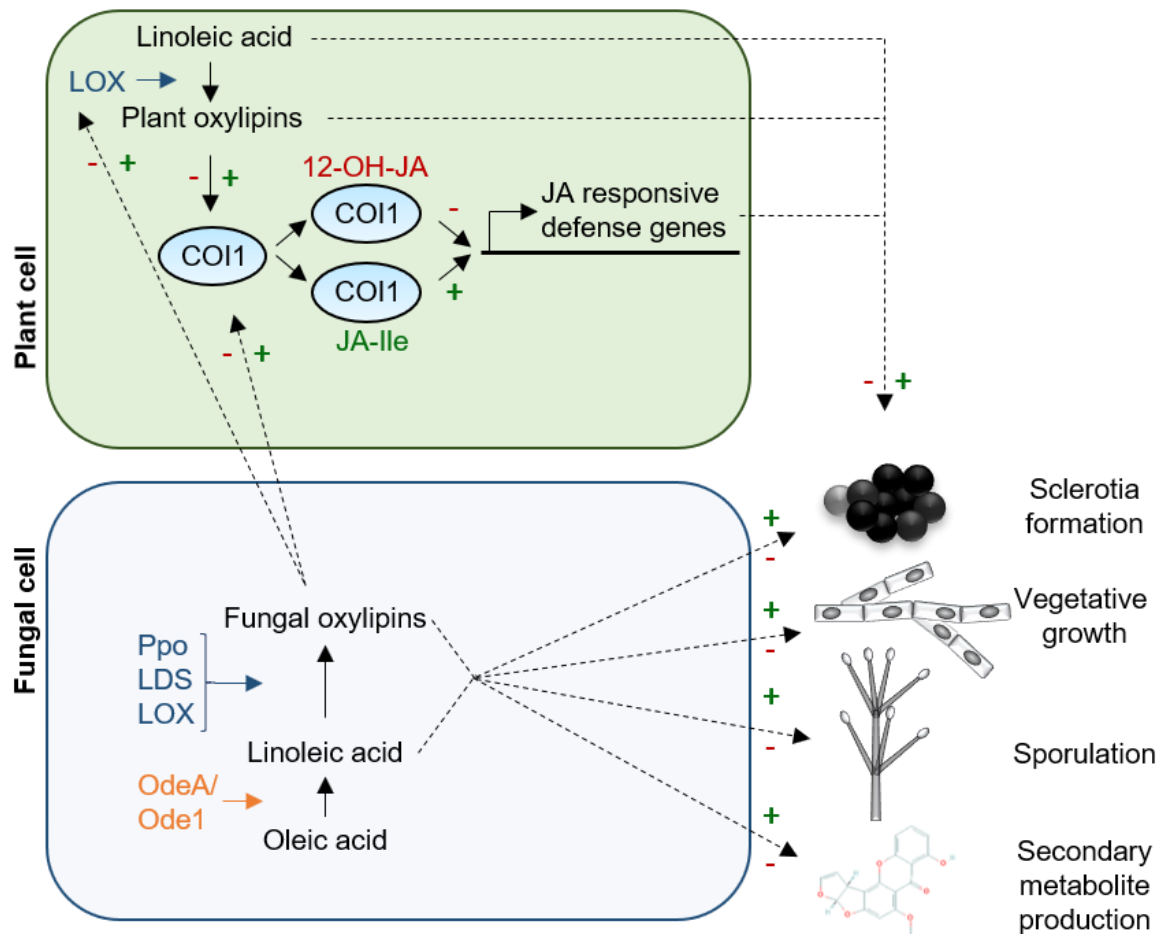 Plant cell
Linoleic acid
LOX
Plant oxylipins
- +
- +
12-OH-JA
COI1
-
COI1
COI1
+
JA-Ile
JA responsive
defense genes
- +
- +
Fungal cell
Fungal oxylipins
Ppo
LDS
LOX
Linoleic acid
OdeA/
Ode1
Oleic acid
+
-
Sclerotia
formation
+
-
Vegetative
growth
+
-
Sporulation
+
-
H
O
O
O
H
H
O
O
O
Secondary
metabolite
production